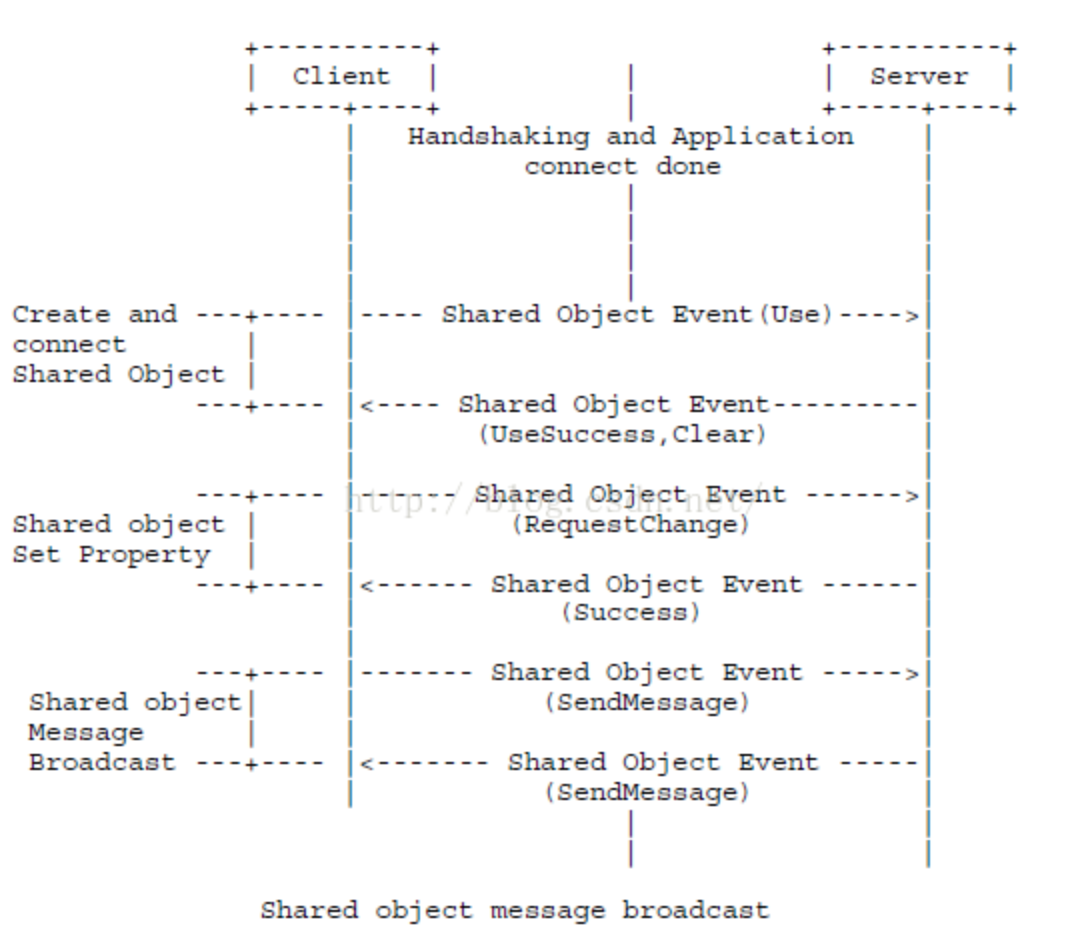 Client
Server
Handshaking and Application
connect done
Create and ---+---- |---- Shared Object Event(Use)---->|
connect
Shared Object
---+---- |<---- Shared Object Event---------|
(UseSuccess,Clear)
---+---- |------ Shared Object Event ------>|
http://blog.csdn.net/
Shared object
(RequestChange)
Set Property
---+---- |<------ Shared Object Event ------|
(Success)
---+---- |------- Shared Object Event ----->|
Shared object
(SendMessage)
Message
Broadcast ---+---- |<------- Shared Object Event -----|
(SendMessage)
Shared object message broadcast